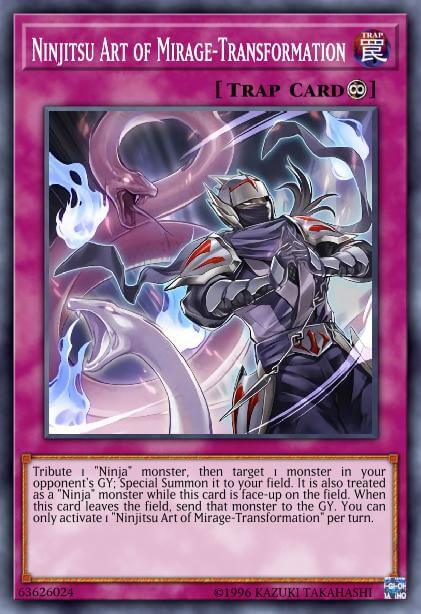 Ninjitsu Art of Mirage-Transformation
TRAP
罠
[ Trap Card ]
Tribute 1 "Ninja" monster, then target 1 monster in your
opponent's GY; Special Summon it to your field. It is also treated
as a "Ninja" monster while this card is face-up on the field. When
this card leaves the field, send that monster to the GY. You can
only activate 1 "Ninjitsu Art of Mirage-Transformation" per turn.
63626024
©1996 KAZUKI TAKAHASHI